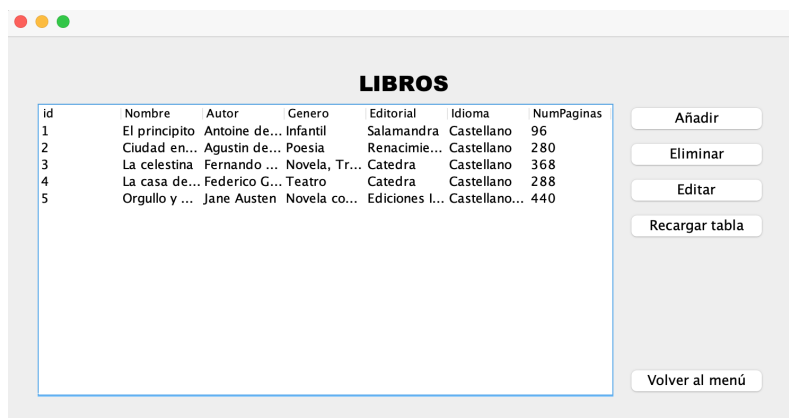 LIBROS
id Nombre Autor Genero Editorial Idioma NumPaginas
1 El principito Antoine de... Infantil Salamandra Castellano 96
2 Ciudad en... Agustin de... Poesia Renacimie... Castellano 280
3 La celestina Fernando ... Novela, Tr... Catedra Castellano 368
4 La casa de... Federico G... Teatro Catedra Castellano 288
5 Orgullo y ... Jane Austen Novela co... Ediciones I... Castellano... 440
Añadir
Eliminar
Editar
Recargar tabla
Volver al menú